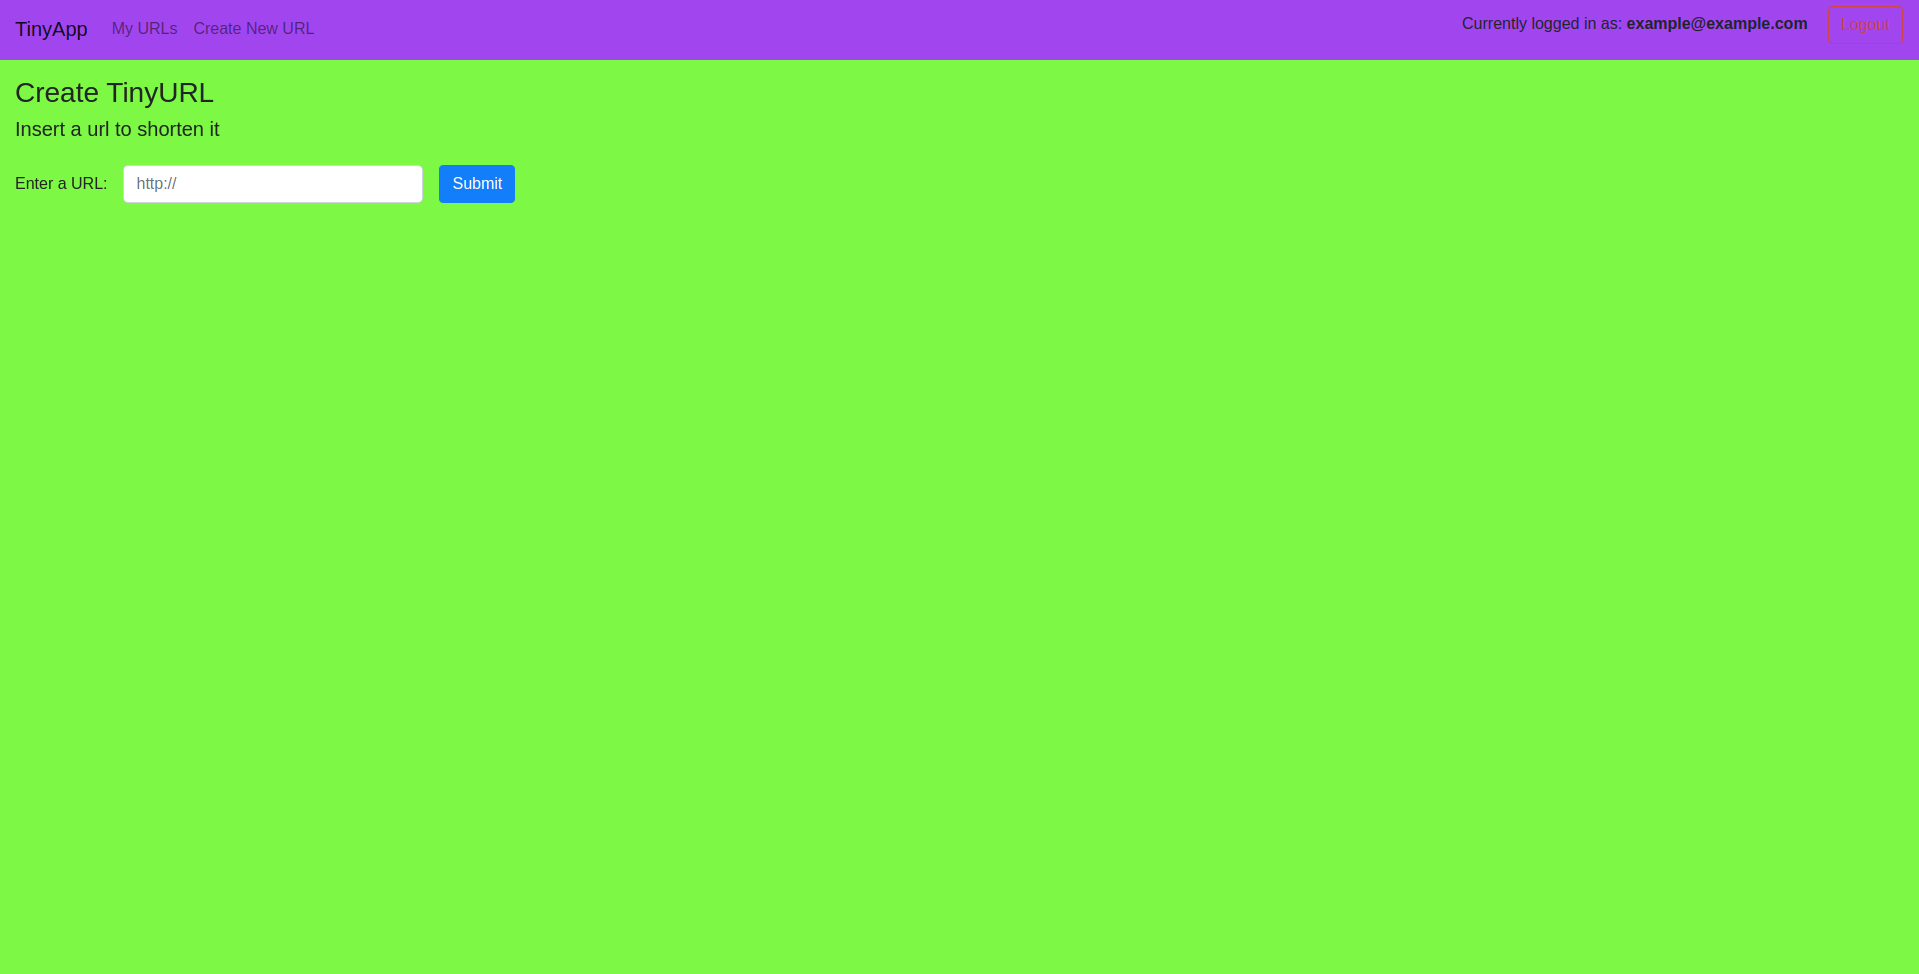 TinyApp My URLs Create New URL Currently logged in as: example@example.com Logout
Create TinyURL
Insert a url to shorten it
Enter a URL: http:// Submit